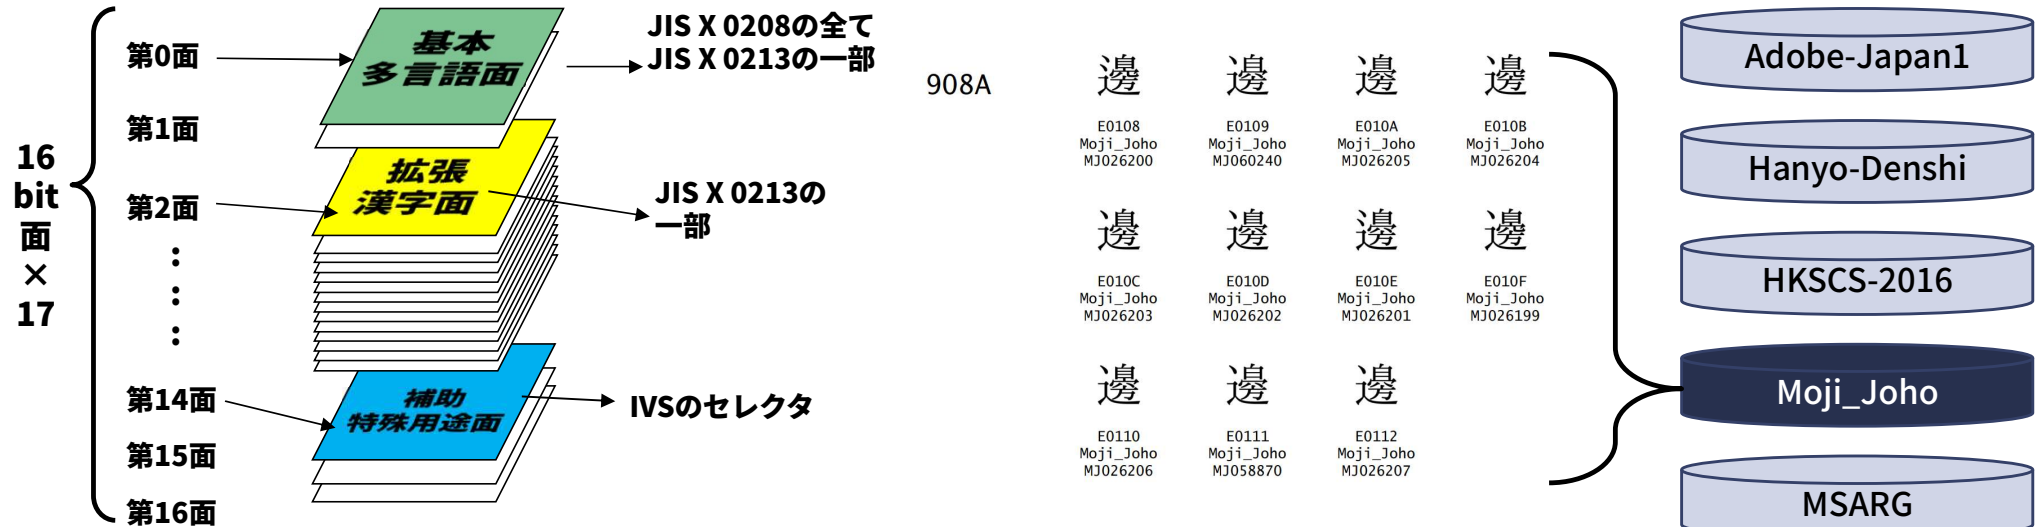 16
bit
面
×
17
第0面
第1面
第2面
第14面
第15面
第16面
基本
多言語面
拡張
漢字面
補助
特殊用途面
JIS X 0208の全て
JIS X 0213の一部
JIS X 0213の
一部
IVSのセレクタ
908A
邊 邊 邊 邊
E0108 E0109 E010A E010B
Moji_Joho Moji_Joho Moji_Joho Moji_Joho
MJ026200 MJ060240 MJ026205 MJ026204
邊 邊 邊 邊
E010C E010D E010E E010F
Moji_Joho Moji_Joho Moji_Joho Moji_Joho
MJ026203 MJ026202 MJ026201 MJ026199
邊 邊 邊
E0110 E0111 E0112
Moji_Joho Moji_Joho Moji_Joho
MJ026206 MJ058870 MJ026207
Adobe-Japan1
Hanyo-Denshi
HKSCS-2016
Moji_Joho
MSARG